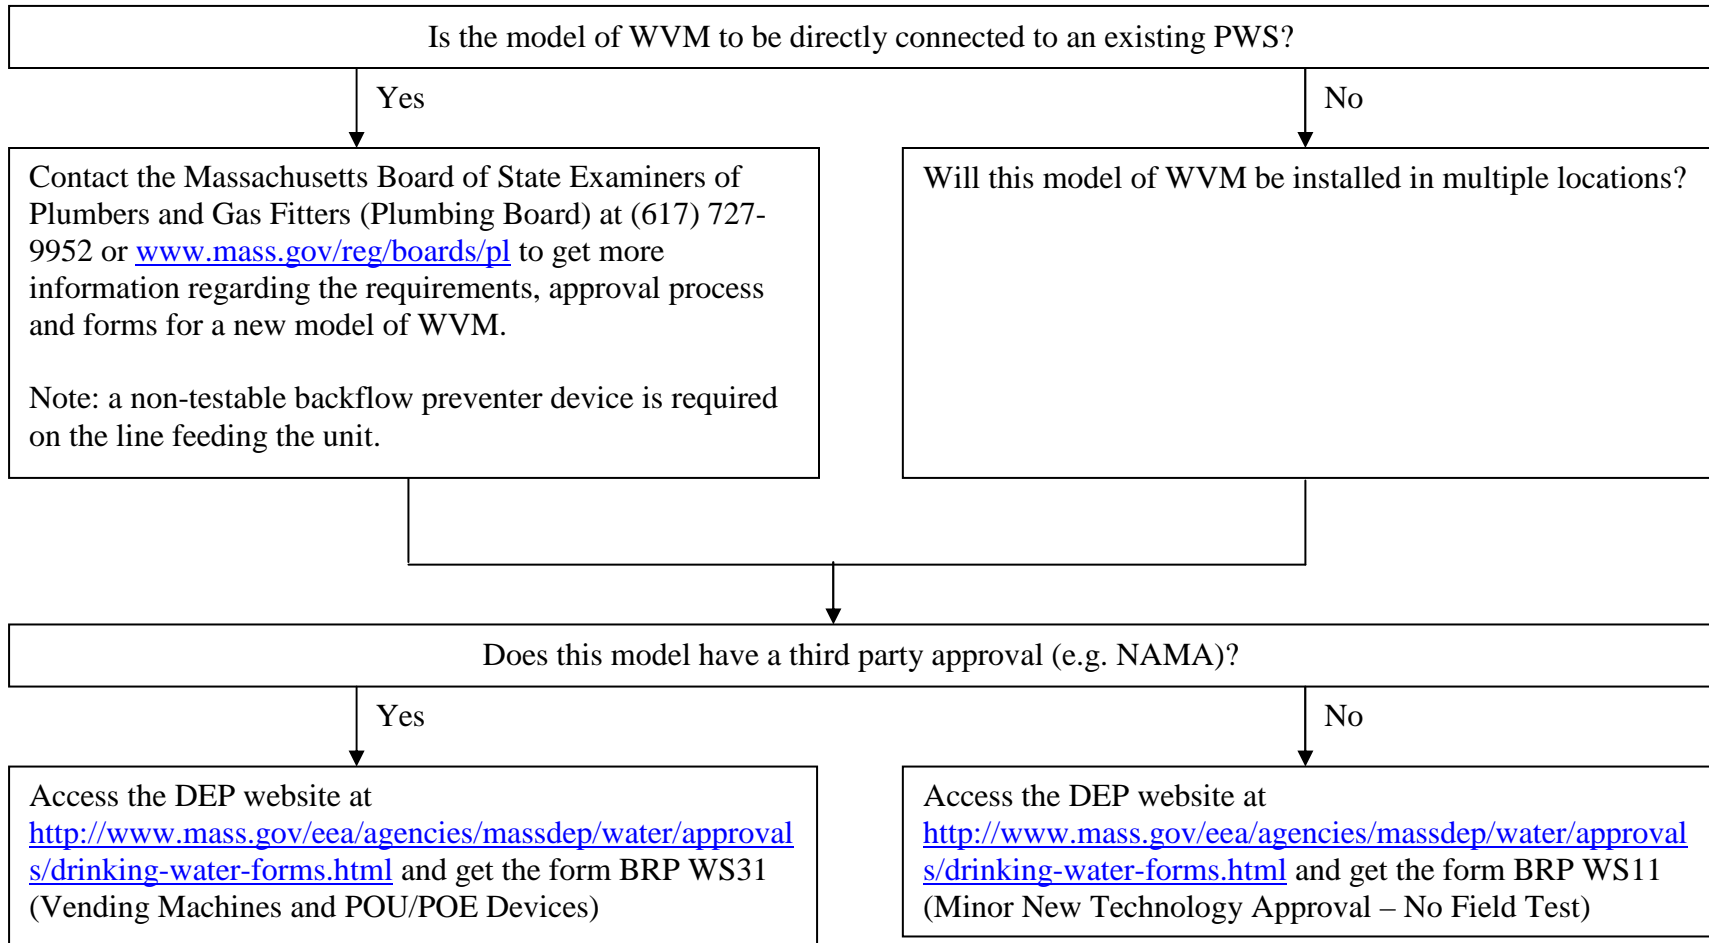 Is the model of WVM to be directly connected to an existing PWS?
Yes
No
Contact the Massachusetts Board of State Examiners of
Plumbers and Gas Fitters (Plumbing Board) at (617) 727-
9952 or www.mass.gov/reg/boards/pl to get more
information regarding the requirements, approval process
and forms for a new model of WVM.
Note: a non-testable backflow preventer device is required
on the line feeding the unit.
Will this model of WVM be installed in multiple locations?
Does this model have a third party approval (e.g. NAMA)?
Yes
No
Access the DEP website at
http://www.mass.gov/eea/agencies/massdep/water/approval
s/drinking-water-forms.html and get the form BRP WS31
(Vending Machines and POU/POE Devices)
Access the DEP website at
http://www.mass.gov/eea/agencies/massdep/water/approval
s/drinking-water-forms.html and get the form BRP WS11
(Minor New Technology Approval – No Field Test)